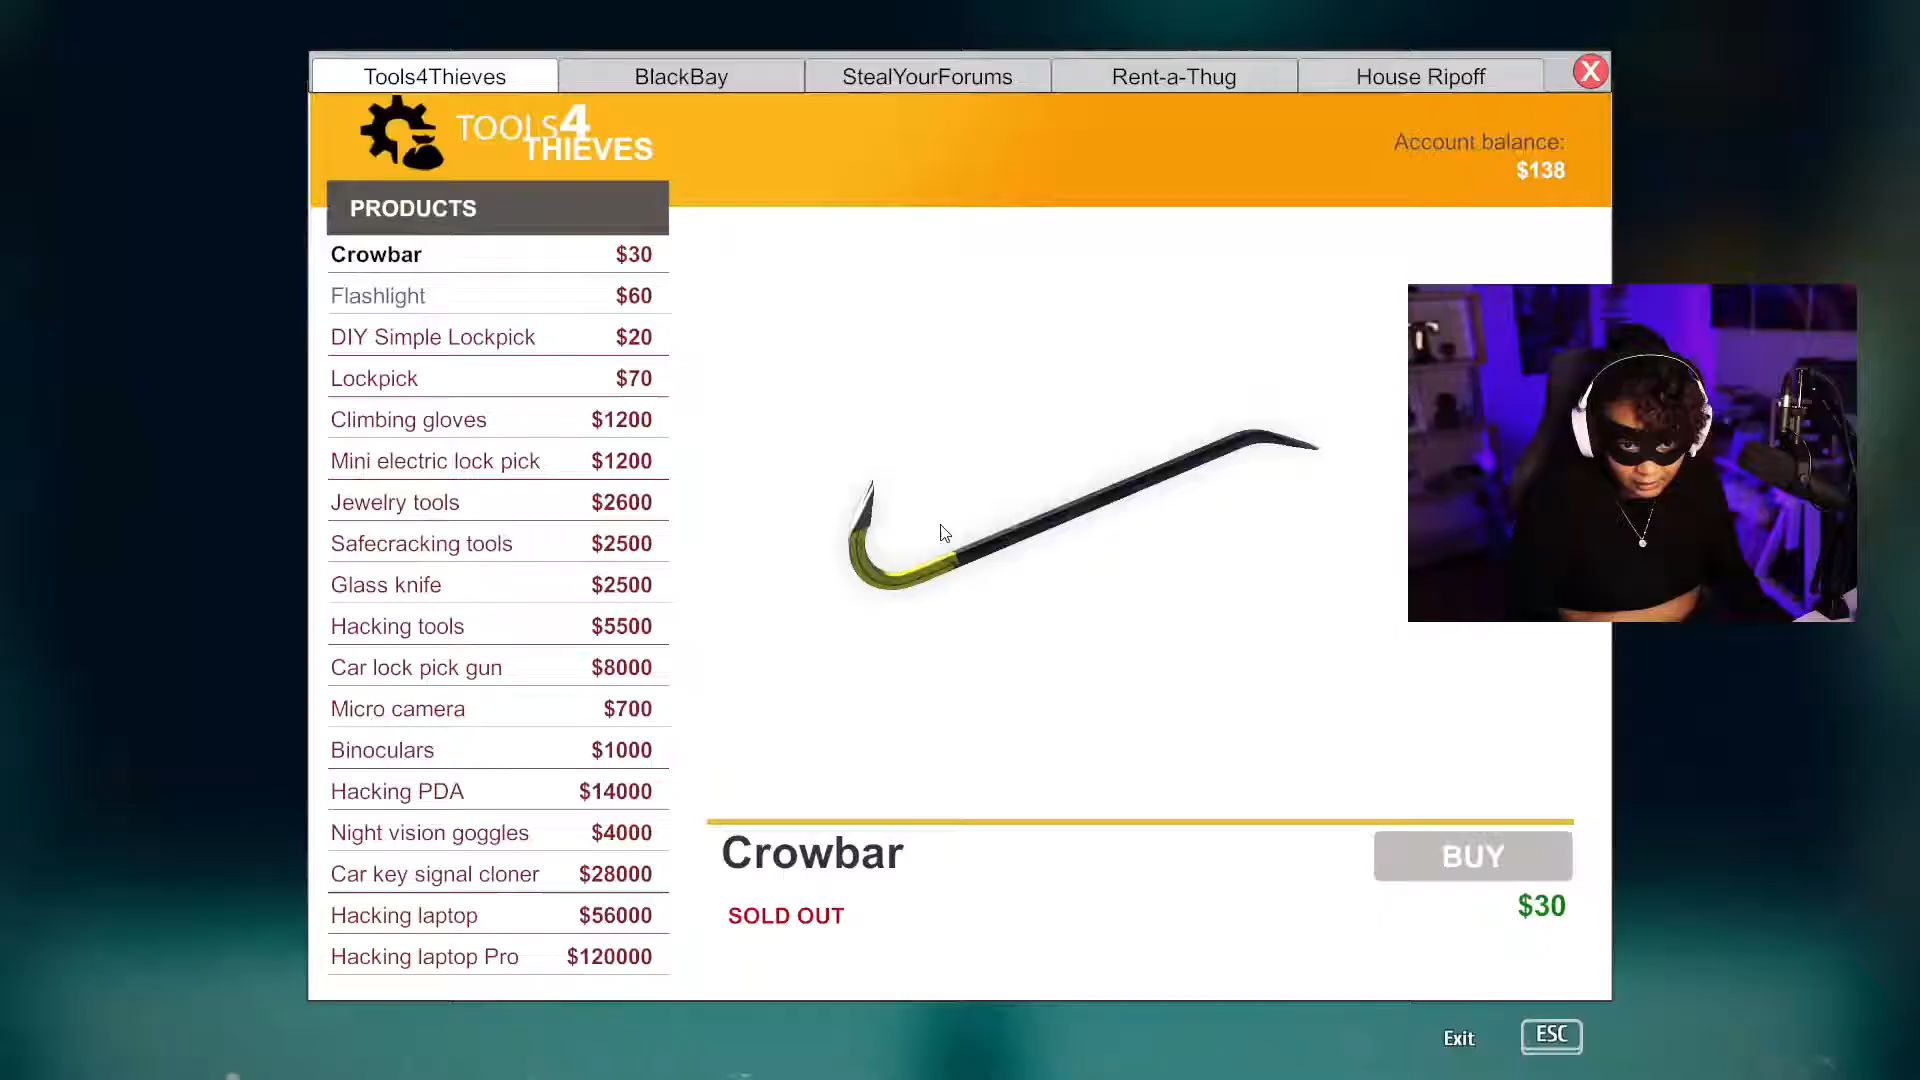 Tools4Thieves
BlackBay
StealYourForums
Rent-a-Thug
House Ripoff
X
TOOLS4
THIEVES
Account balance:
$138
PRODUCTS
Crowbar $30
Flashlight $60
DIY Simple Lockpick $20
Lockpick $70
Climbing gloves $1200
Mini electric lock pick $1200
Jewelry tools $2600
Safecracking tools $2500
Glass knife $2500
Hacking tools $5500
Car lock pick gun $8000
Micro camera $700
Binoculars $1000
Hacking PDA $14000
Night vision goggles $4000
Car key signal cloner $28000
Hacking laptop $56000
Hacking laptop Pro $120000
Crowbar
BUY
SOLD OUT
$30
Exit ESC